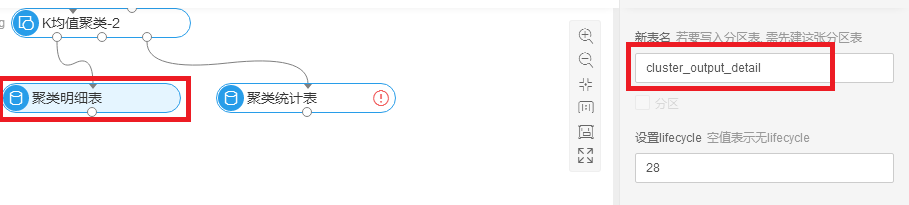 K均值聚类-2
聚类明细表
聚类统计表
新表名 若要写入分区表, 需先建这张分区表
cluster_output_detail
分区
设置lifecycle 空值表示无lifecycle
28